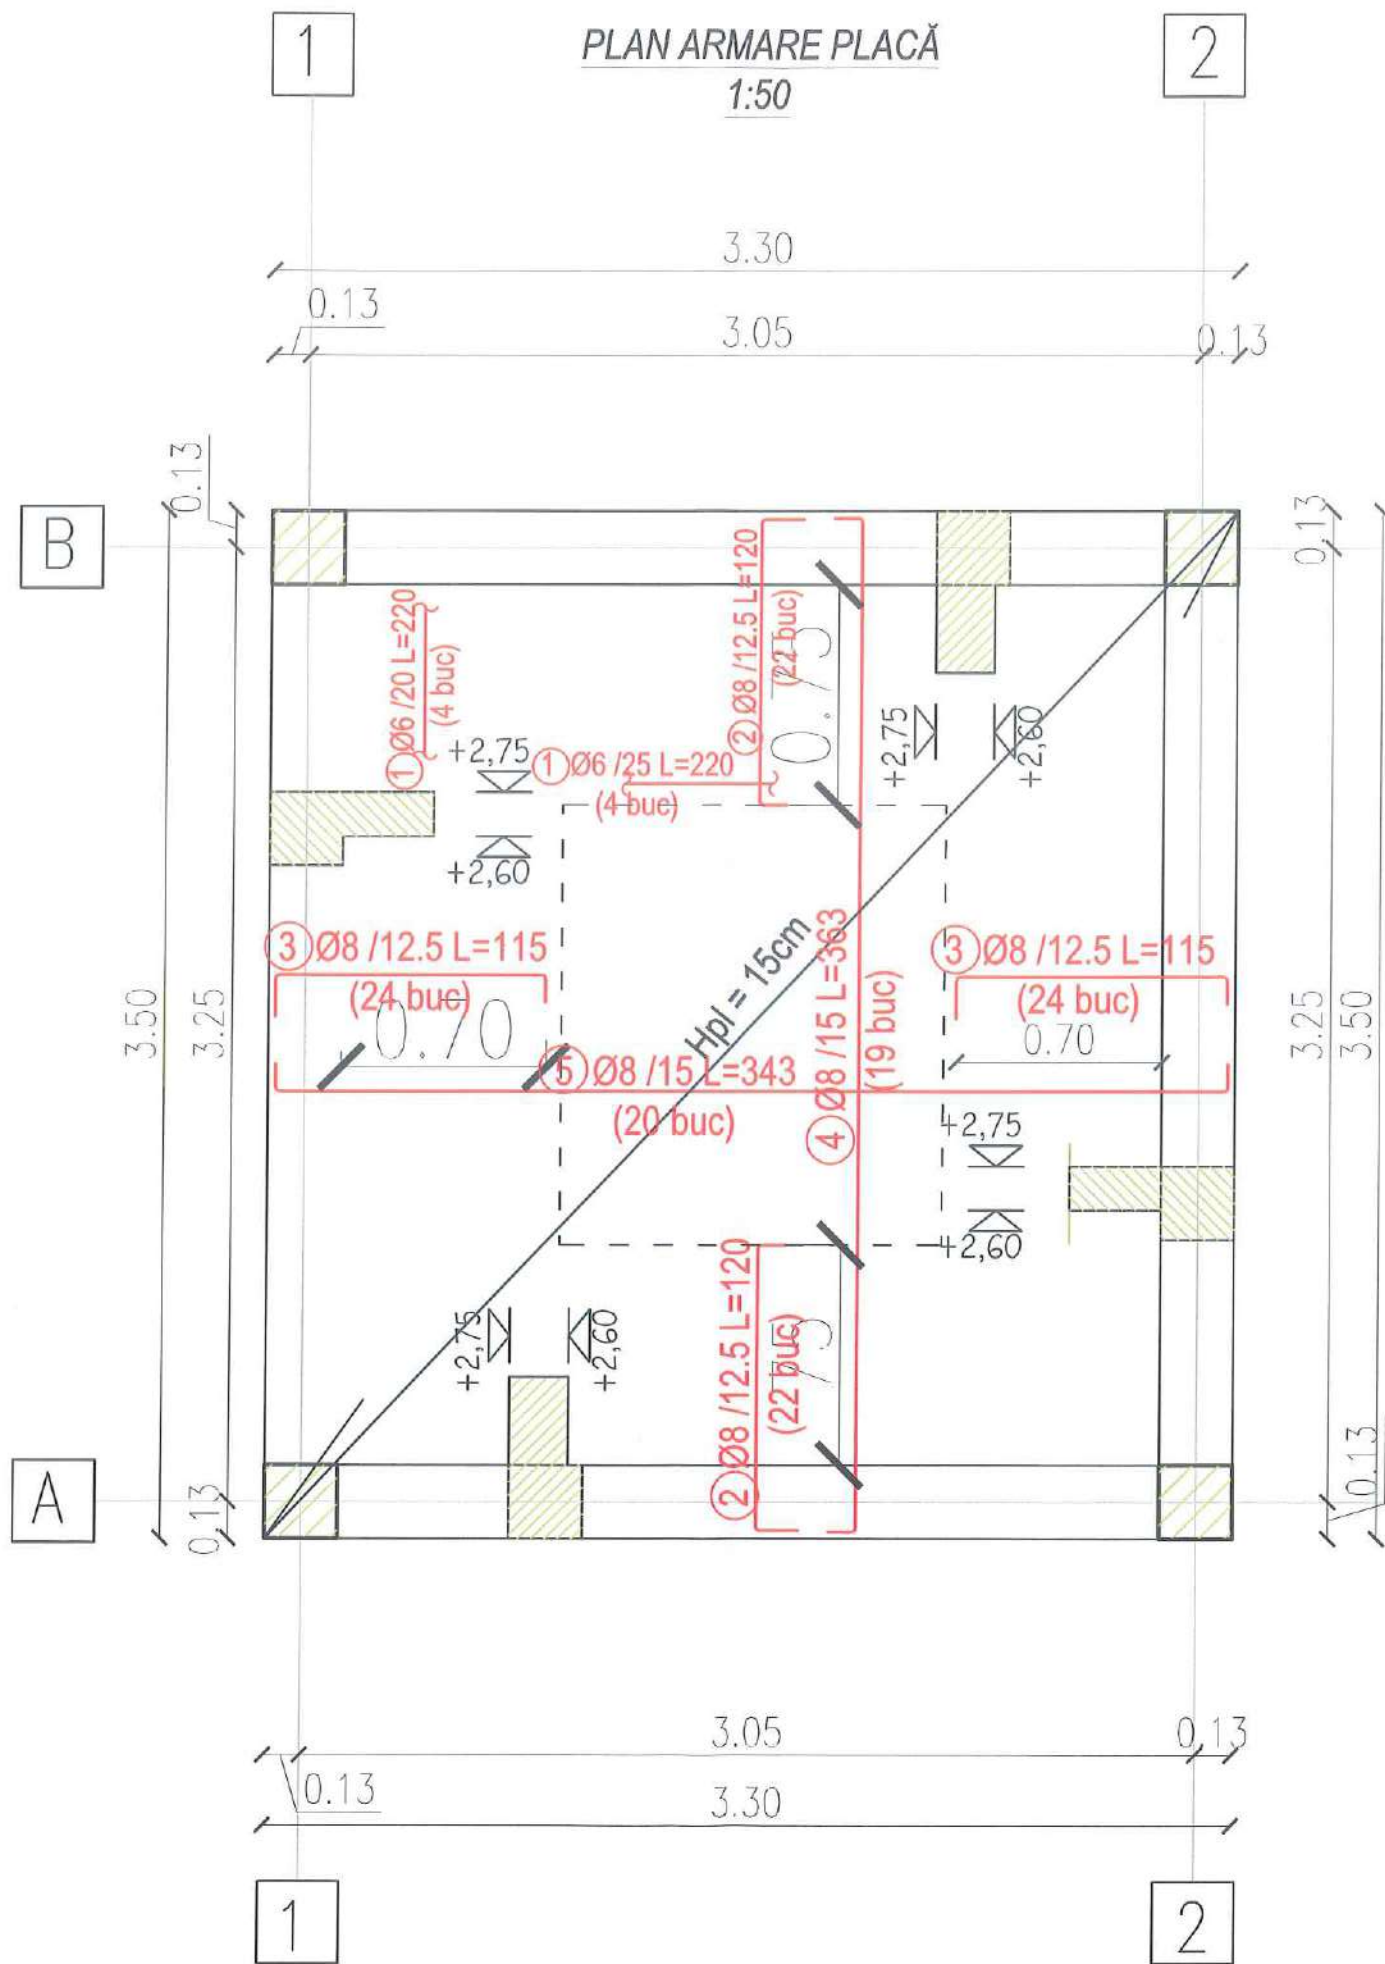 1
PLAN ARMARE PLACĂ
1:50
2
3.30
0.13
3.05
0.13
0.13
B
0.13
3.50
3.25
3.25
3.50
1 Ø6 /20 L=220
(4 buc)
2 Ø8 /12.5 L=120
(22 buc)
0.75
+2,75
+2,60
+2,75
+2,60
1 Ø6 /25 L=220
(4 buc)
3 Ø8 /12.5 L=115
(24 buc)
0.70
3 Ø8 /12.5 L=115
(24 buc)
0.70
Hpl = 15cm
4 Ø8 /15 L=363
(19 buc)
5 Ø8 /15 L=343
(20 buc)
+2,75
+2,60
+2,75
+2,60
2 Ø8 /12.5 L=120
(22 buc)
75
A
0.13
0.13
3.05
0.13
0.13
3.30
1
2